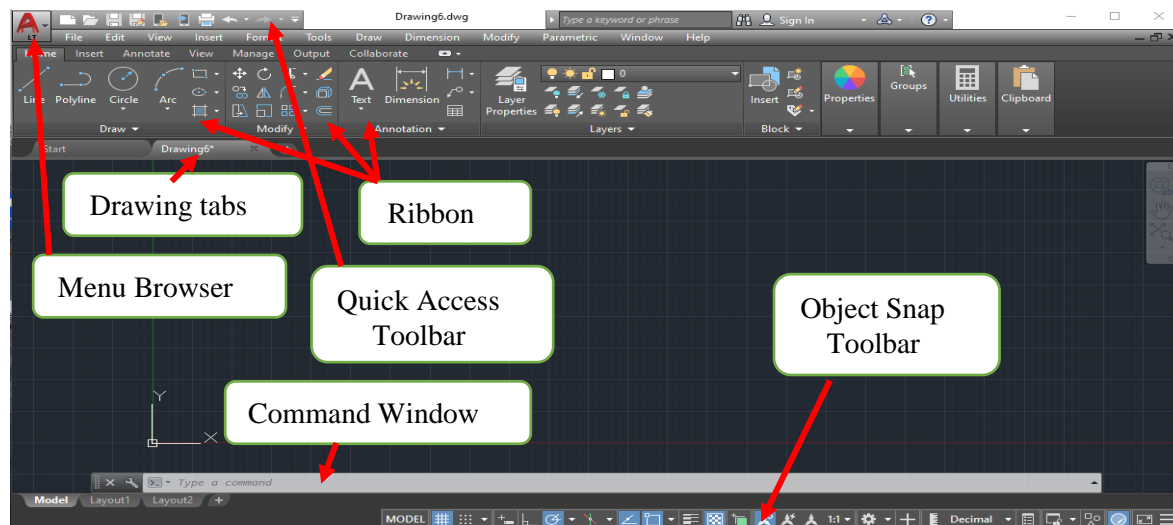 Drawing6.dwg
Type a keyword or phrase
Sign In
LT
File Edit View Insert Format Tools Draw Dimension Modify Parametric Window Help
Home Insert Annotate View Manage Output Collaborate
Line Polyline Circle Arc
Text Dimension
Layer
Properties
0
Insert
Properties
Groups
Utilities
Clipboard
Draw
Modify
Annotation
Layers
Block
Start
Drawing6*
Drawing tabs
Ribbon
Menu Browser
Quick Access
Toolbar
Object Snap
Toolbar
Command Window
Y
X
Type a command
Model Layout1 Layout2 +
MODEL
1:1
Decimal